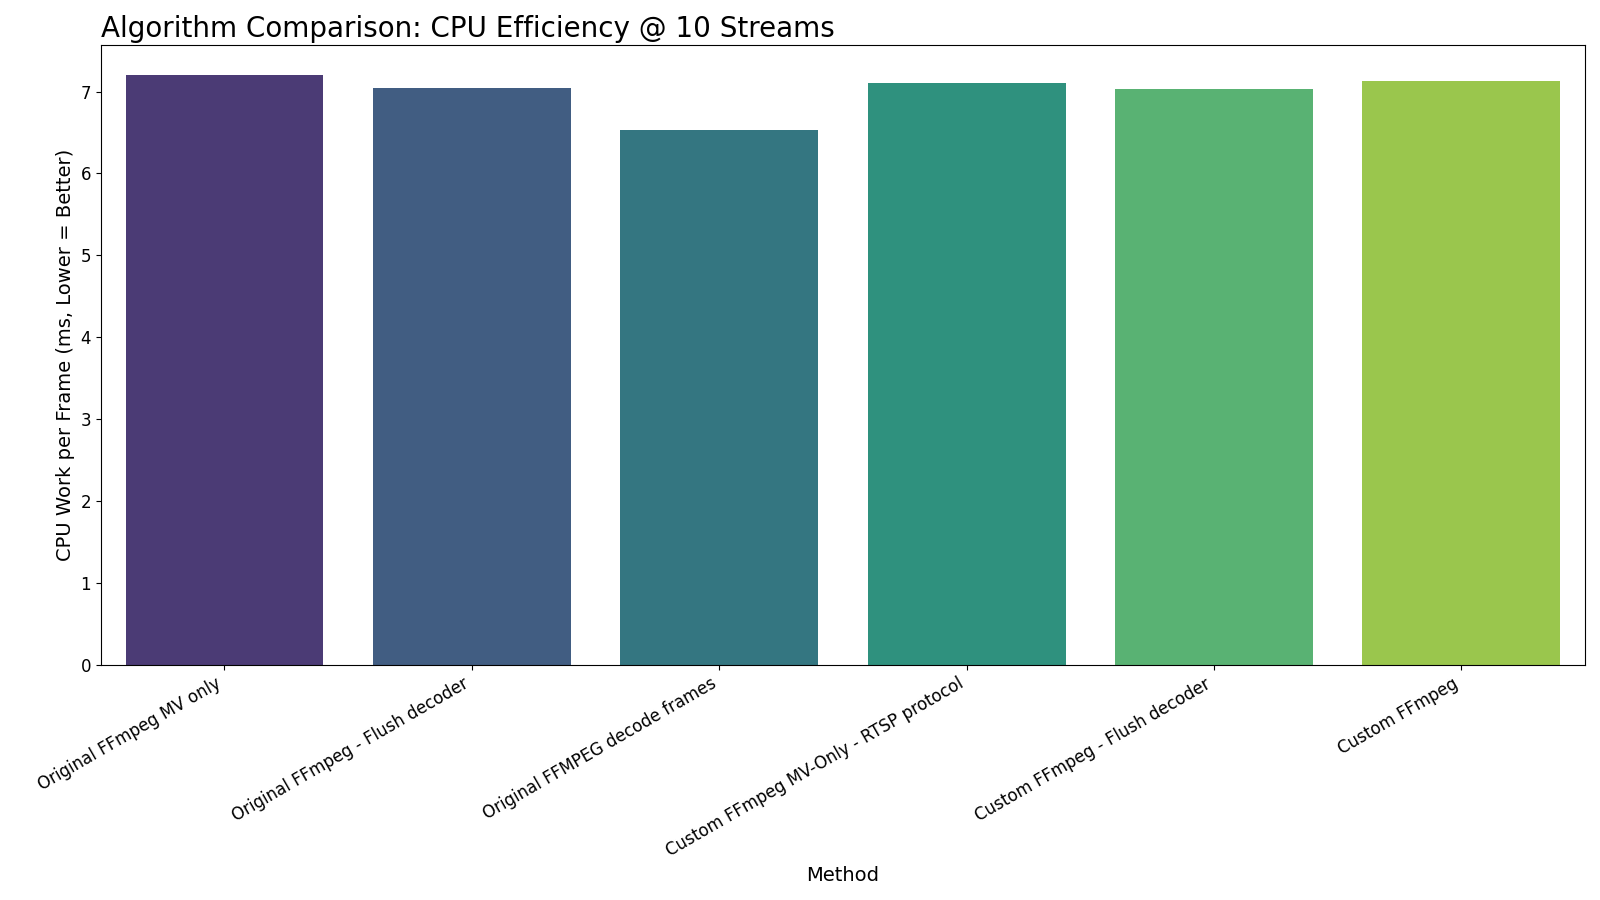 Algorithm Comparison: CPU Efficiency @ 10 Streams
CPU Work per Frame (ms, Lower = Better)
7
6
5
4
3
2
1
0
Original FFmpeg MV only
Original FFmpeg - Flush decoder
Original FFMPEG decode frames
Custom FFmpeg MV-Only - RTSP protocol
Custom FFmpeg - Flush decoder
Custom FFmpeg
Method